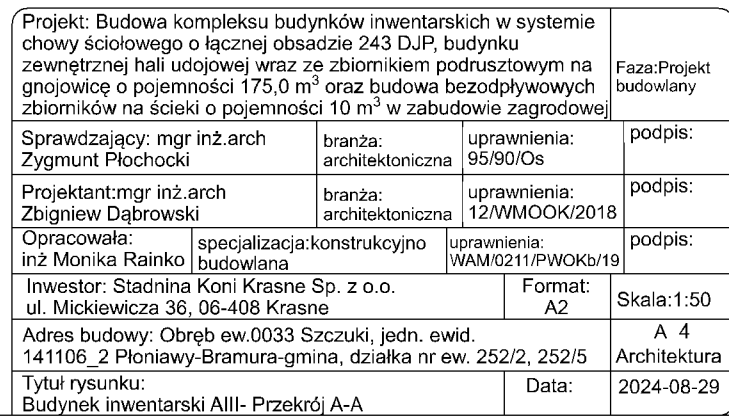 Projekt: Budowa kompleksu budynków inwentarskich w systemie
chowy ściołowego o łącznej obsadzie 243 DJP, budynku
zewnętrznej hali udojowej wraz ze zbiornikiem podrusztowym na
gnojowicę o pojemności 175,0 m³ oraz budowa bezodpływowych
zbiorników na ścieki o pojemności 10 m³ w zabudowie zagrodowej
Faza:Projekt
budowlany
Sprawdzający: mgr inż.arch
Zygmunt Płochocki
branża:
architektoniczna
uprawnienia:
95/90/Os
podpis:
Projektant:mgr inż.arch
Zbigniew Dąbrowski
branża:
architektoniczna
uprawnienia:
12/WMOOK/2018
podpis:
Opracowała:
inż Monika Rainko
specjalizacja:konstrukcyjno
budowlana
uprawnienia:
WAM/0211/PWOKb/19
podpis:
Inwestor: Stadnina Koni Krasne Sp. z o.o.
ul. Mickiewicza 36, 06-408 Krasne
Format:
A2
Skala:1:50
Adres budowy: Obręb ew.0033 Szczuki, jedn. ewid.
141106_2 Płoniawy-Bramura-gmina, działka nr ew. 252/2, 252/5
A 4
Architektura
Tytuł rysunku:
Budynek inwentarski AIII- Przekrój A-A
Data:
2024-08-29